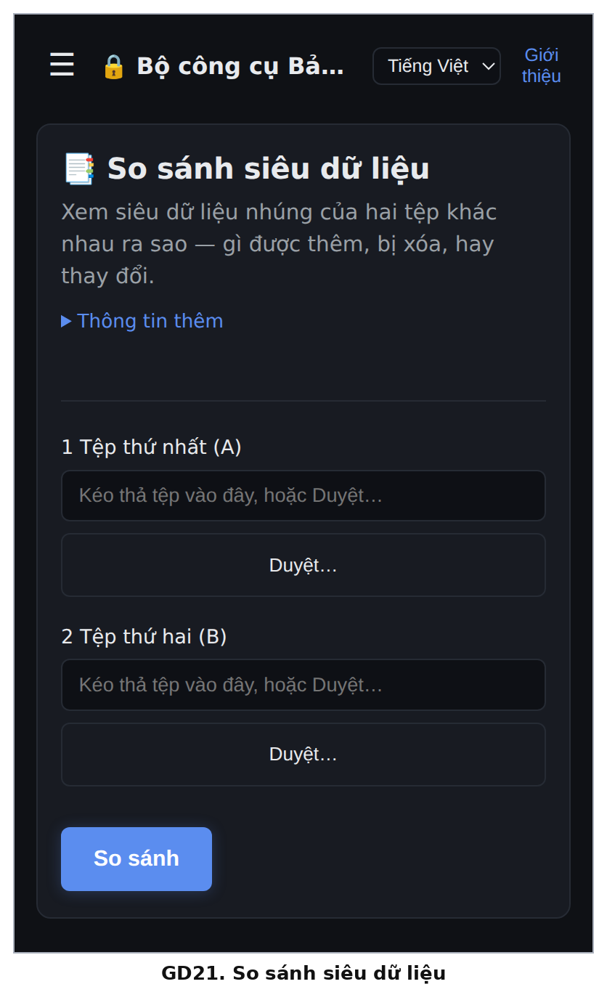 ☰ 🔒 Bộ công cụ Bả… Tiếng Việt Giới thiệu
📑 So sánh siêu dữ liệu
Xem siêu dữ liệu nhúng của hai tệp khác
nhau ra sao — gì được thêm, bị xóa, hay
thay đổi.
▶ Thông tin thêm
1 Tệp thứ nhất (A)
Kéo thả tệp vào đây, hoặc Duyệt…
Duyệt…
2 Tệp thứ hai (B)
Kéo thả tệp vào đây, hoặc Duyệt…
Duyệt…
So sánh
GD21. So sánh siêu dữ liệu